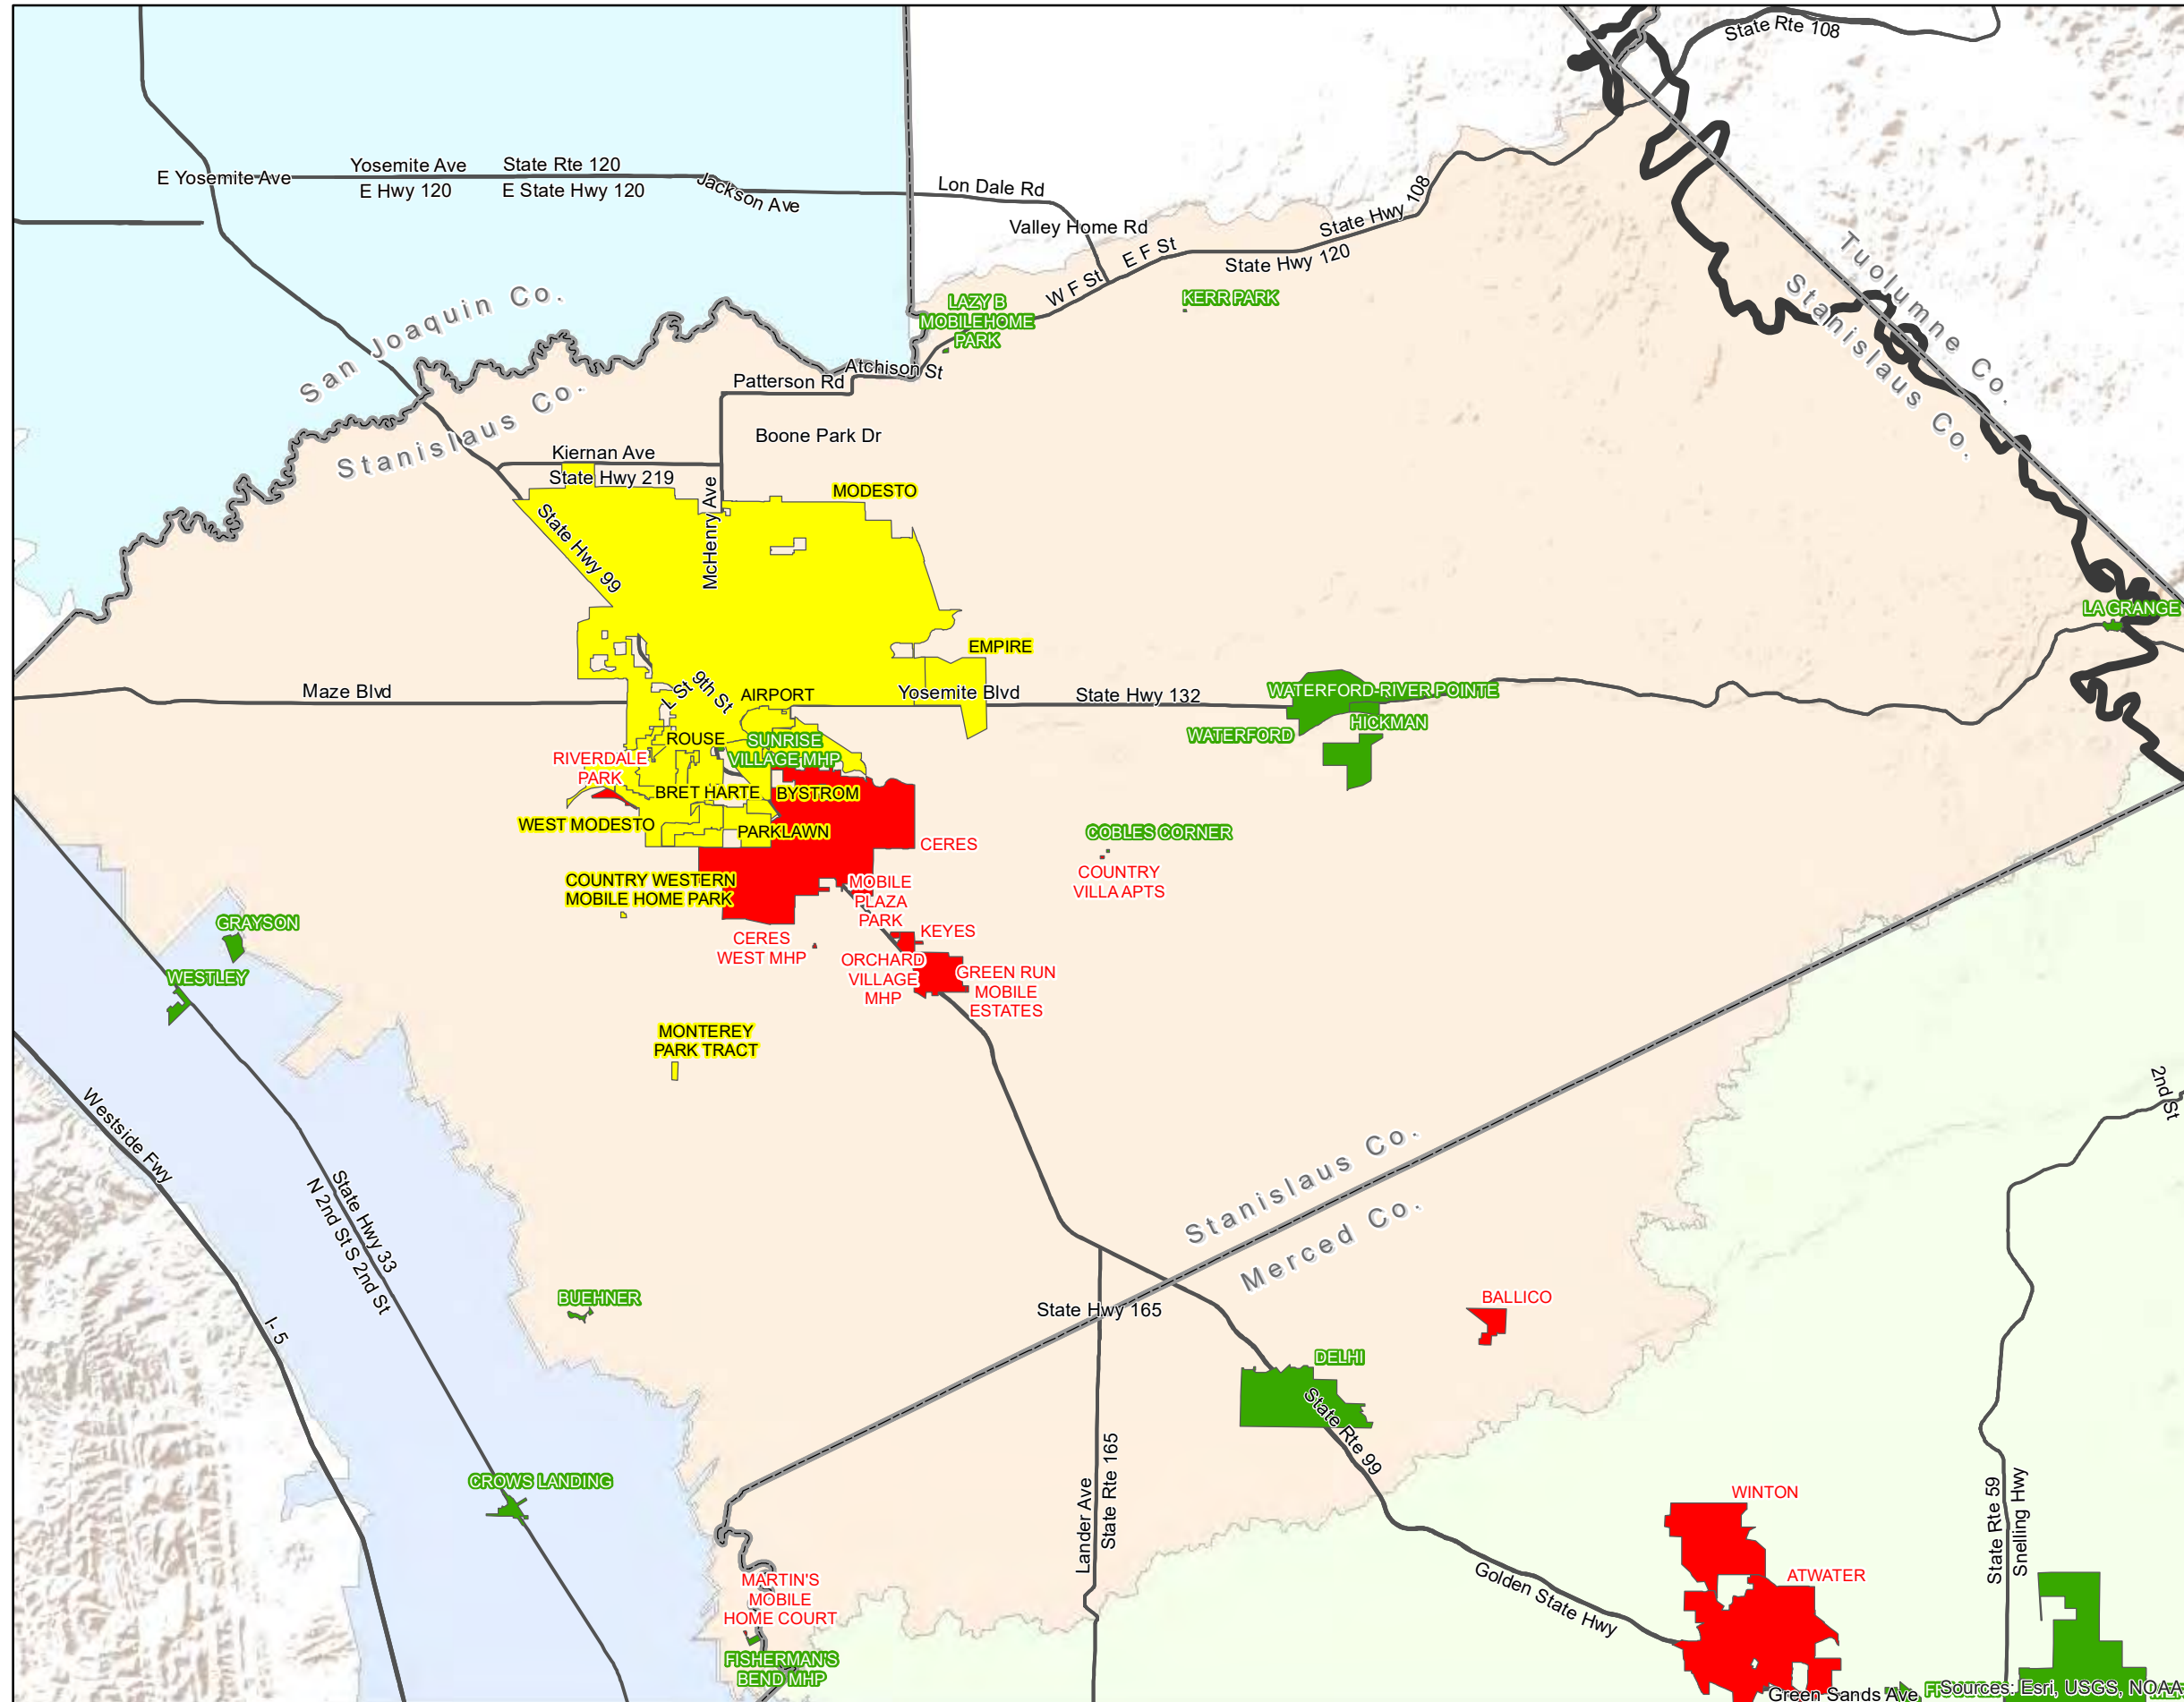 State Rte 108
E Yosemite Ave
Yosemite Ave
State Rte 120
E Hwy 120
E State Hwy 120
Jackson Ave
Lon Dale Rd
Valley Home Rd
State Hwy 108
E F St
State Hwy 120
W F St
San Joaquin Co.
Stanislaus Co.
Tuolumne Co.
Stanislaus Co.
LAZY B
MOBILEHOME
PARK
KERR PARK
Atchison St
Patterson Rd
Boone Park Dr
Kiernan Ave
State Hwy 219
McHenry Ave
State Hwy 99
MODESTO
EMPIRE
LA GRANGE
Maze Blvd
L St
9th St
AIRPORT
Yosemite Blvd
State Hwy 132
WATERFORD-RIVER POINTE
HICKMAN
WATERFORD
ROUSE
SUNRISE
VILLAGE MHP
RIVERDALE
PARK
BRET HARTE
BYSTROM
WEST MODESTO
PARKLAWN
CERES
COBLES CORNER
COUNTRY
VILLA APTS
COUNTRY WESTERN
MOBILE HOME PARK
MOBILE
PLAZA
PARK
KEYES
CERES
WEST MHP
ORCHARD
VILLAGE
MHP
GREEN RUN
MOBILE
ESTATES
GRAYSON
WESTLEY
MONTEREY
PARK TRACT
Westside Fwy
State Hwy 33
N 2nd St S 2nd St
I- 5
2nd St
Stanislaus Co.
Merced Co.
BUEHNER
State Hwy 165
BALLICO
DELHI
State Rte 99
CROWS LANDING
Lander Ave
State Rte 165
WINTON
ATWATER
Golden State Hwy
State Rte 59
Snelling Hwy
MARTIN'S
MOBILE
HOME COURT
FISHERMAN'S
BEND MHP
Green Sands Ave
Sources: Esri, USGS, NOAA